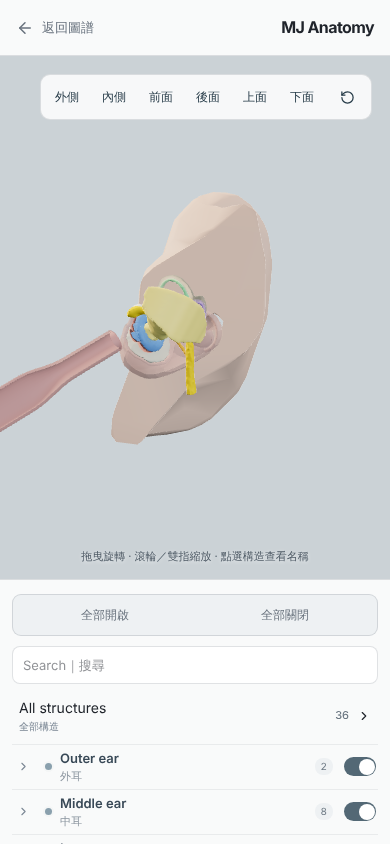 返回圖譜
MJ Anatomy
外側 內側 前面 後面 上面 下面
拖曳旋轉 · 滾輪／雙指縮放 · 點選構造查看名稱
全部開啟 全部關閉
Search｜搜尋
All structures
全部構造
36
Outer ear
外耳
2
Middle ear
中耳
8